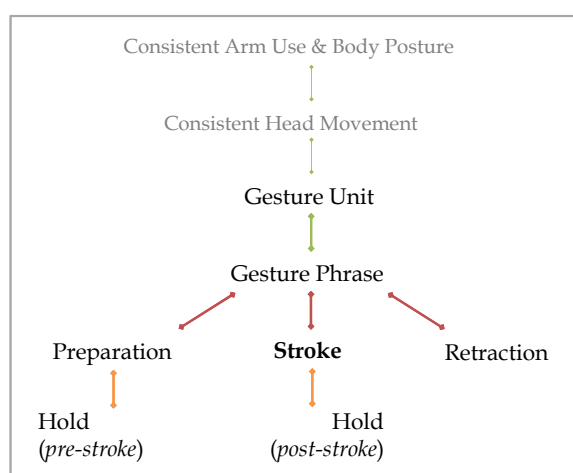 Consistent Arm Use & Body Posture
Consistent Head Movement
Gesture Unit
Gesture Phrase
Preparation
Stroke
Retraction
Hold
(pre-stroke)
Hold
(post-stroke)